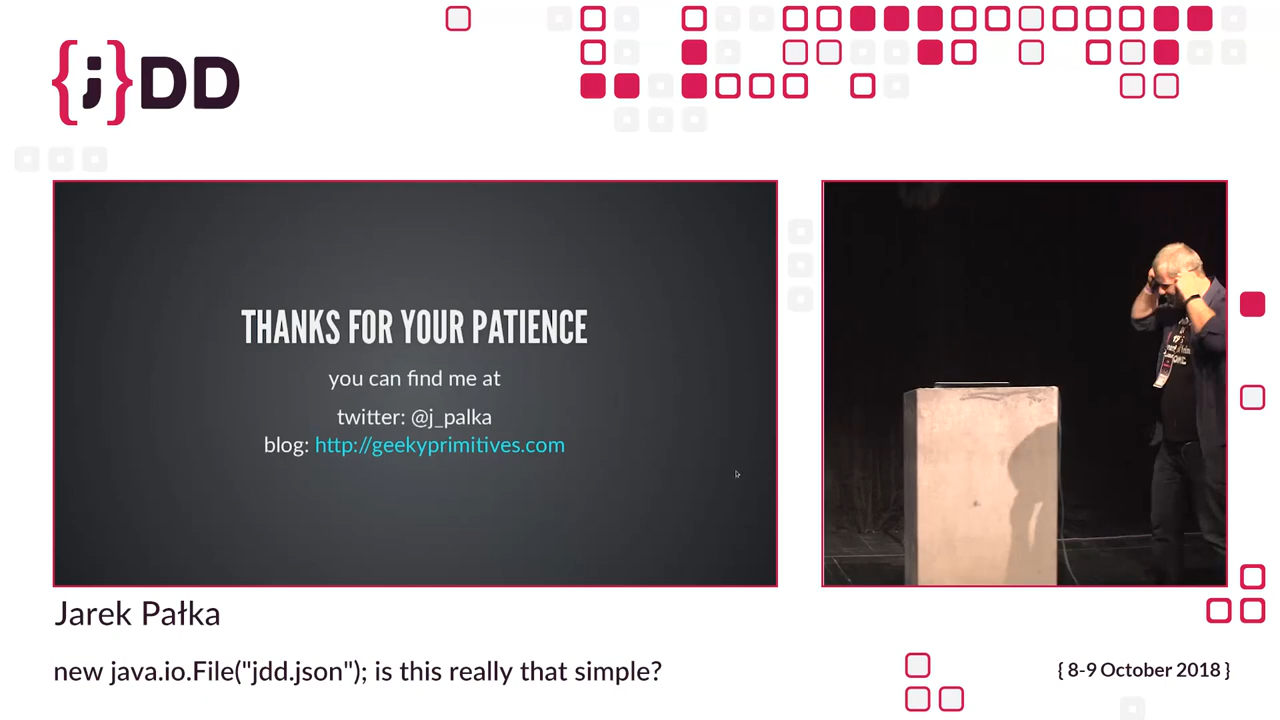 {j}DD
THANKS FOR YOUR PATIENCE
you can find me at
twitter: @j_palka
blog: http://geekyprimitives.com
Jarek Pałka
new java.io.File("jdd.json"); is this really that simple?
{ 8-9 October 2018 }